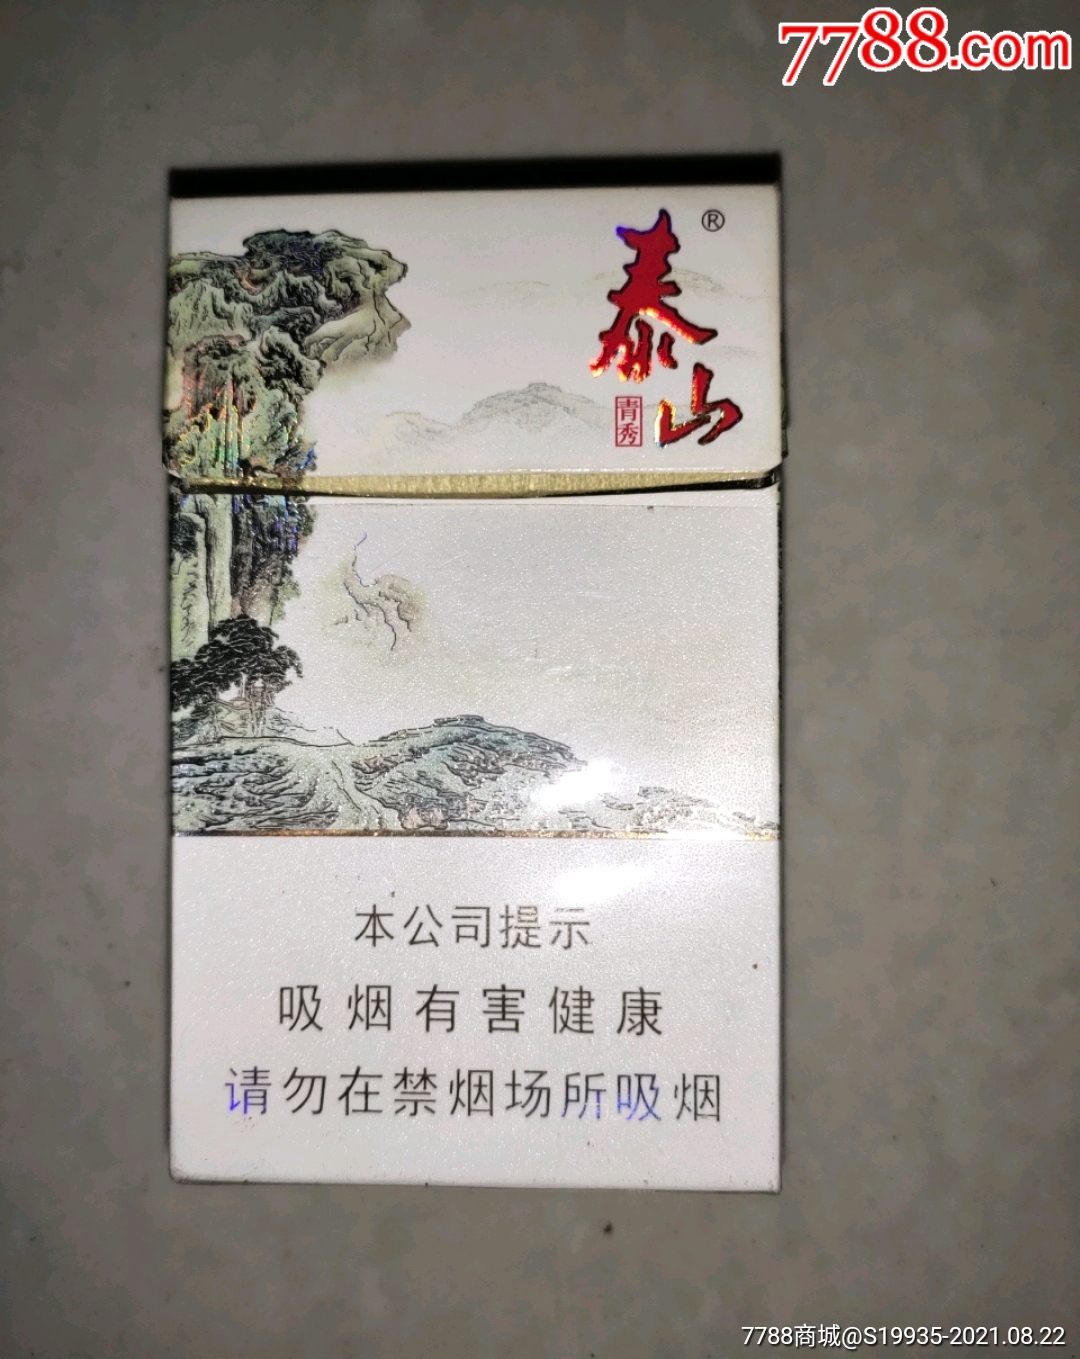 7788.com
泰山
®
青秀
本公司提示
吸烟有害健康
请勿在禁烟场所吸烟
7788商城@S19935-2021.08.22